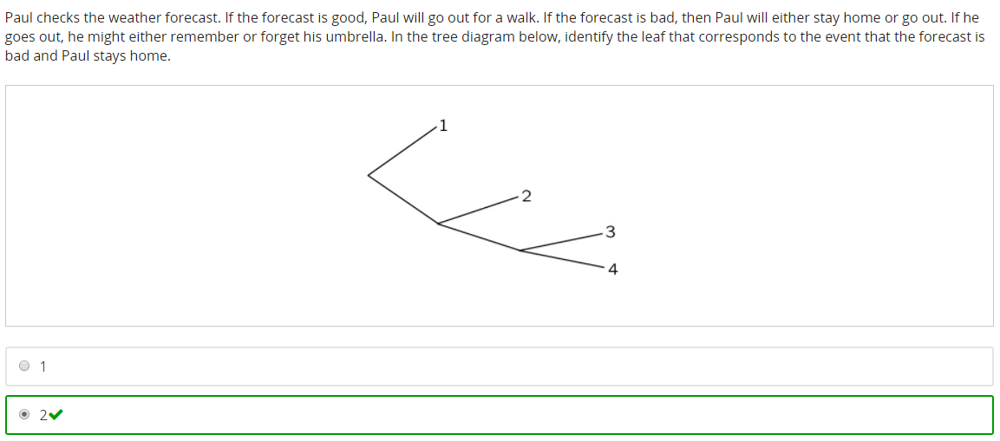 Paul checks the weather forecast. If the forecast is good, Paul will go out for a walk. If the forecast is bad, then Paul will either stay home or go out. If he
goes out, he might either remember or forget his umbrella. In the tree diagram below, identify the leaf that corresponds to the event that the forecast is
bad and Paul stays home.
1
2
3
4
1
2